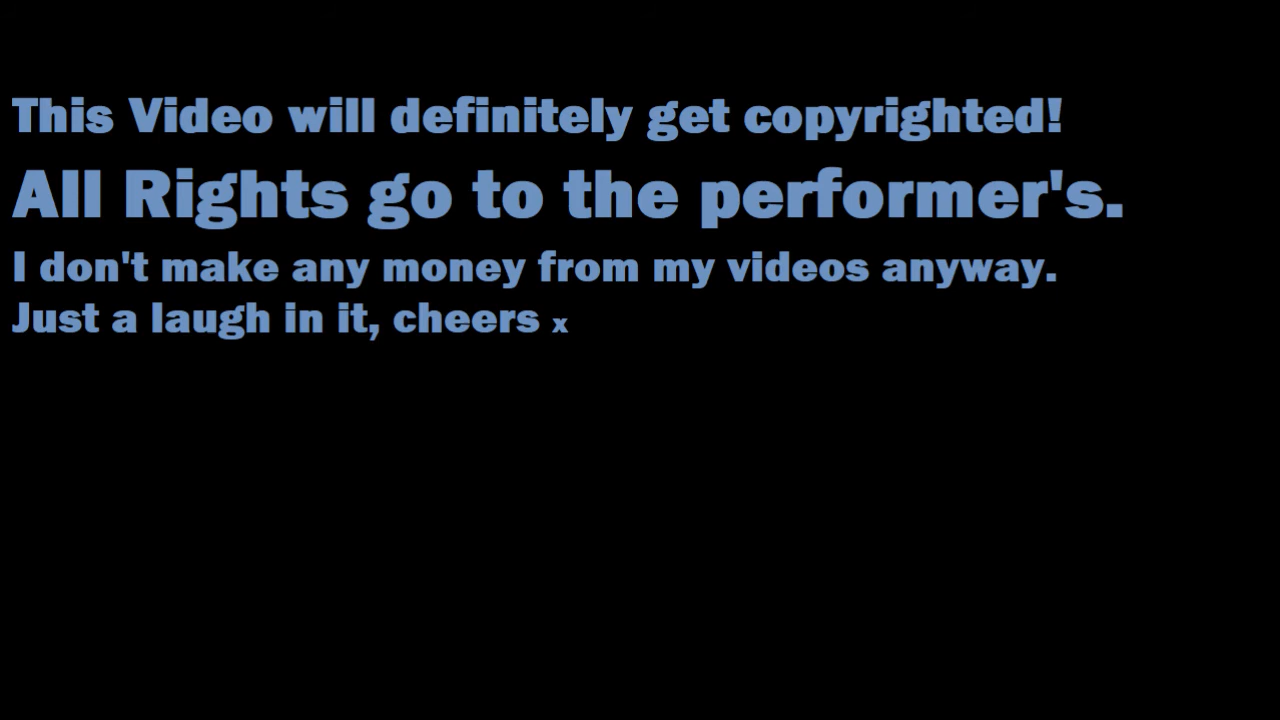 This Video will definitely get copyrighted!
All Rights go to the performer's.
I don't make any money from my videos anyway.
Just a laugh in it, cheers x